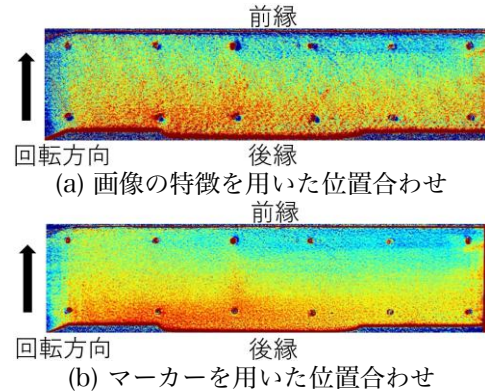 前縁
回転方向
後縁
(a) 画像の特徴を用いた位置合わせ
前縁
回転方向
後縁
(b) マーカーを用いた位置合わせ